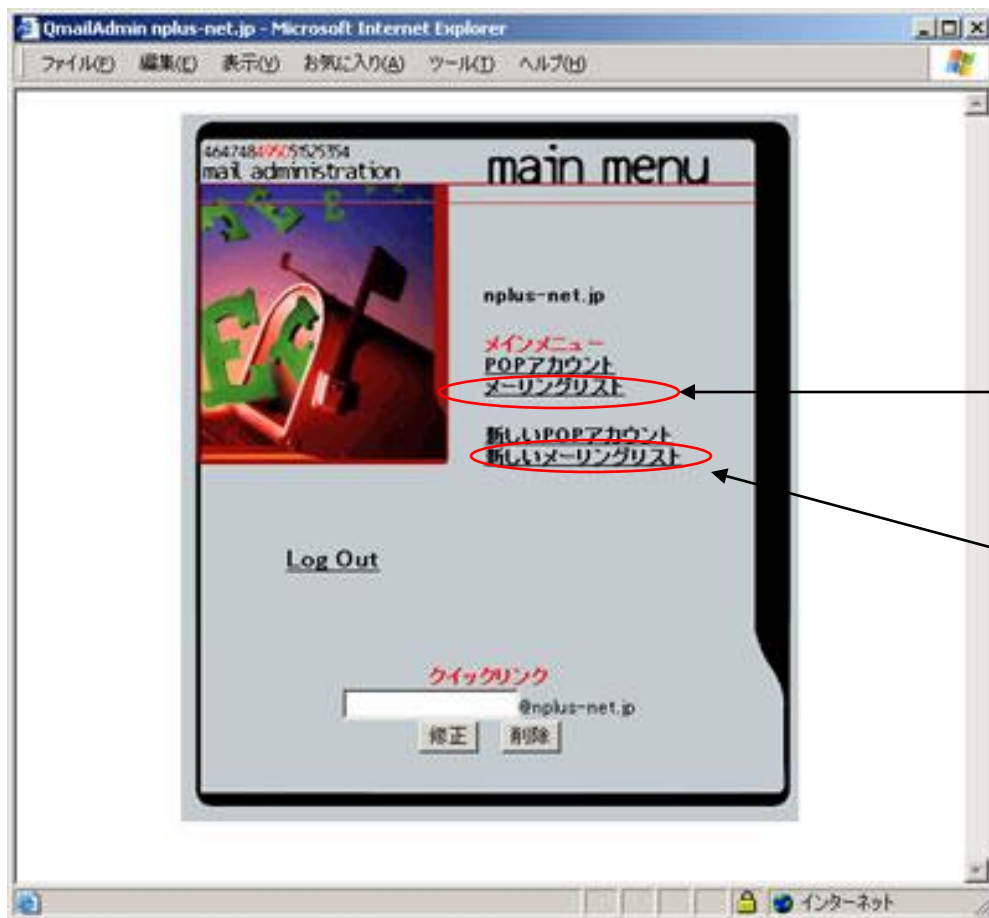 QmailAdmin nplus-net.jp - Microsoft Internet Explorer
ファイル(F) 編集(E) 表示(V) お気に入り(A) ツール(T) ヘルプ(H)
464748495051525354
mail administration
main menu
nplus-net.jp
メインメニュー
POPアカウント
メーリングリスト
新しいPOPアカウント
新しいメーリングリスト
Log Out
クイックリンク
@nplus-net.jp
修正 削除
インターネット